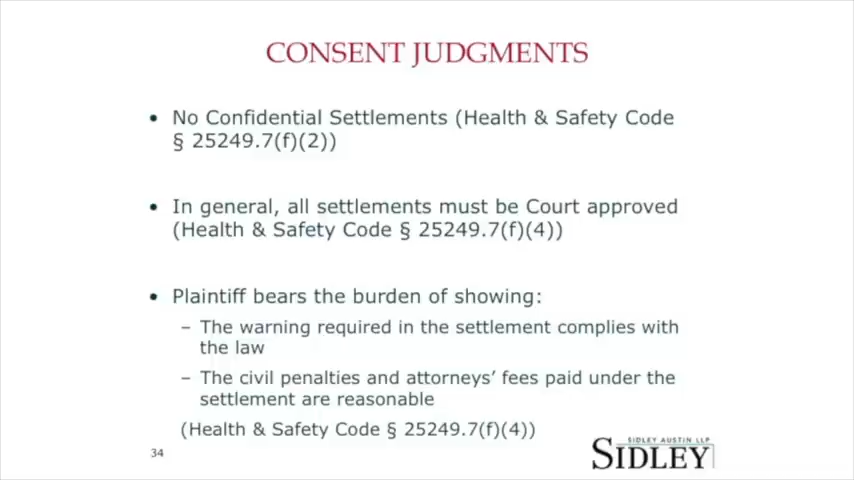 CONSENT JUDGMENTS
• No Confidential Settlements (Health & Safety Code
§ 25249.7(f)(2))
• In general, all settlements must be Court approved
(Health & Safety Code § 25249.7(f)(4))
• Plaintiff bears the burden of showing:
– The warning required in the settlement complies with
the law
– The civil penalties and attorneys’ fees paid under the
settlement are reasonable
(Health & Safety Code § 25249.7(f)(4))
34
SIDLEY AUSTIN LLP
SIDLEY